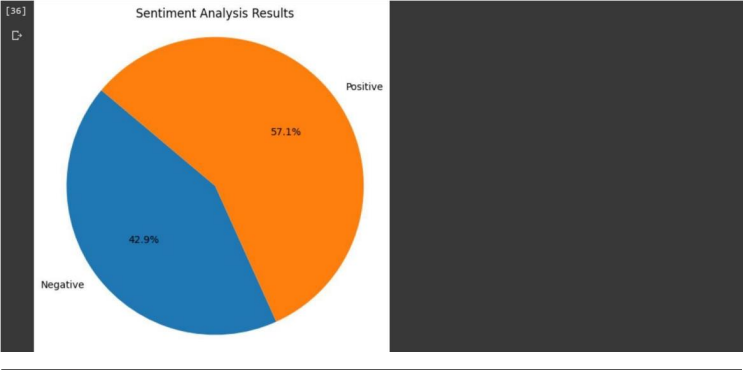 [36]
Sentiment Analysis Results
Positive
57.1%
42.9%
Negative